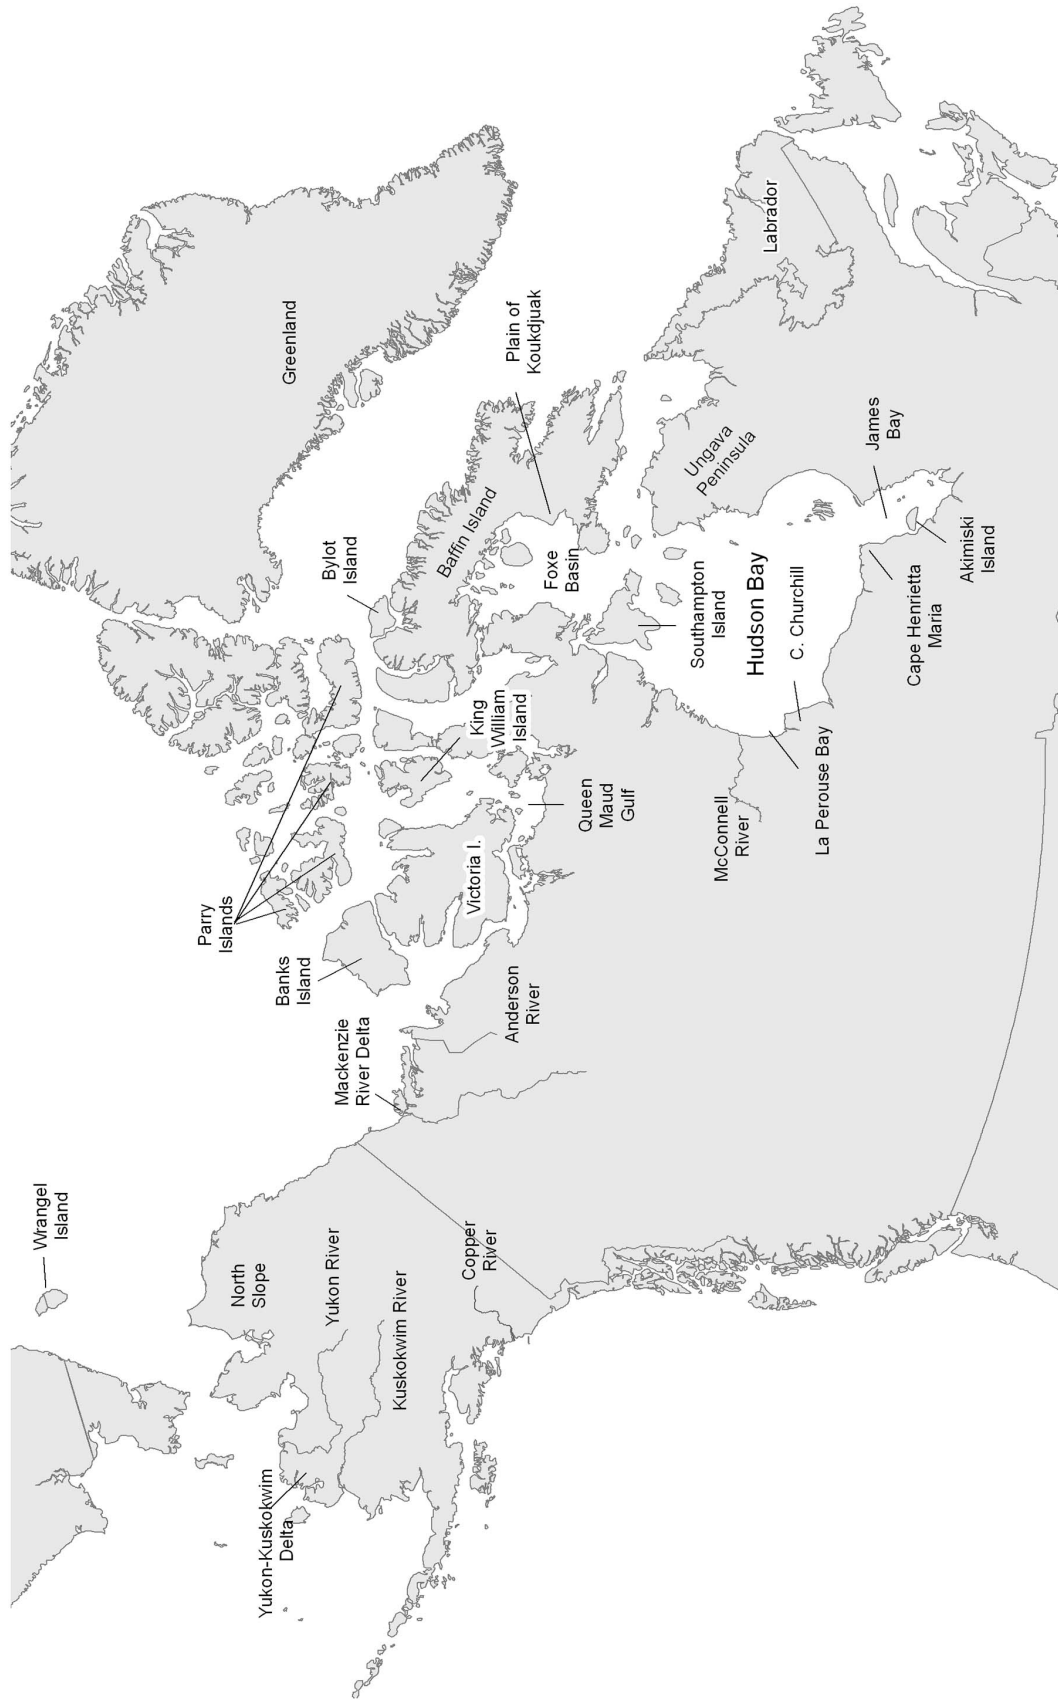 Wrangel
Island
North
Slope
Yukon River
Kuskokwim River
Yukon-Kuskokwim
Delta
Copper
River
Mackenzie
River Delta
Anderson
River
Banks
Island
Parry
Islands
Victoria I.
Queen
Maud
Gulf
King
William
Island
Bylot
Island
Baffin Island
Greenland
Plain of
Koukdjuak
Foxe
Basin
Southampton
Island
Hudson Bay
C. Churchill
La Perouse Bay
McConnell
River
Cape Henrietta
Maria
Akimiski
Island
James
Bay
Ungava
Peninsula
Labrador